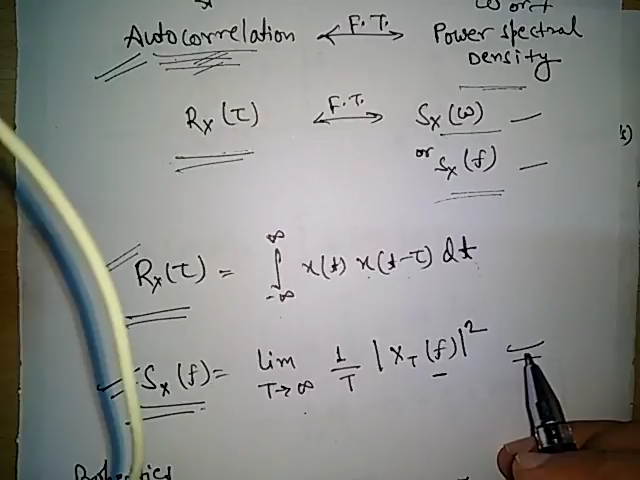 Autocorrelation ←F.T.→ Power spectral Density
Rx(τ) ←F.T.→ Sx(ω) —
or Sx(f) —
Rx(τ) = ∫_{-∞}^{∞} x(t) x(t-τ) dt
Sx(f) = lim_{T→∞} 1/T |X_T(f)|²